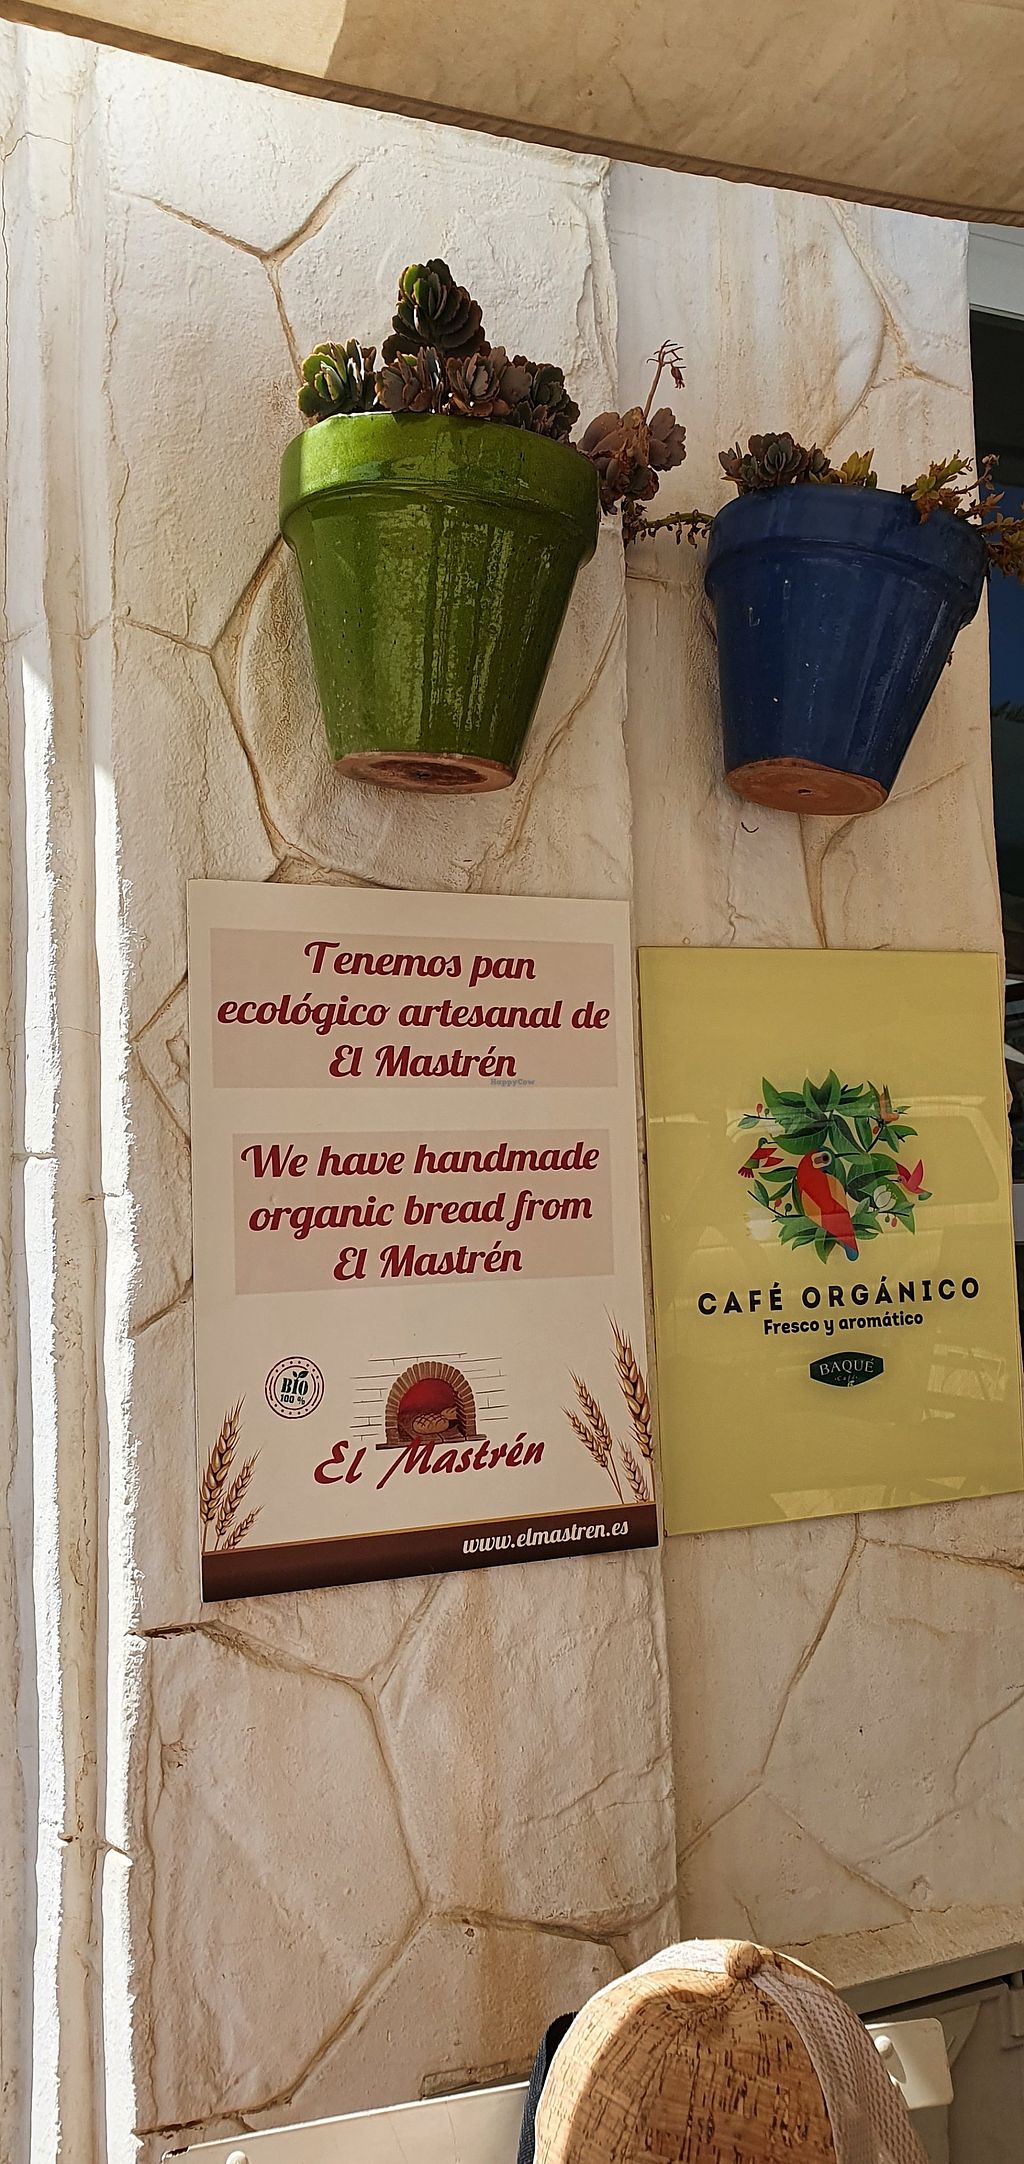 Tenemos pan
ecológico artesanal de
El Mastrén
HappyCow
We have handmade
organic bread from
El Mastrén
BIO
100 %
El Mastrén
www.elmastren.es
CAFÉ ORGÁNICO
Fresco y aromático
BAQUÉ
Café